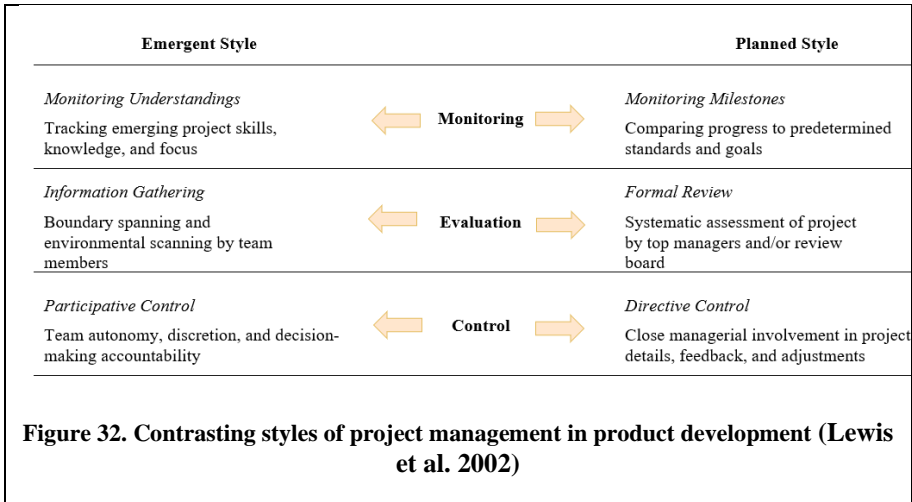 Emergent Style
Planned Style
Monitoring Understandings
Tracking emerging project skills,
knowledge, and focus
Monitoring
Monitoring Milestones
Comparing progress to predetermined
standards and goals
Information Gathering
Boundary spanning and
environmental scanning by team
members
Evaluation
Formal Review
Systematic assessment of project
by top managers and/or review
board
Participative Control
Team autonomy, discretion, and decision-
making accountability
Control
Directive Control
Close managerial involvement in project
details, feedback, and adjustments
Figure 32. Contrasting styles of project management in product development (Lewis
et al. 2002)